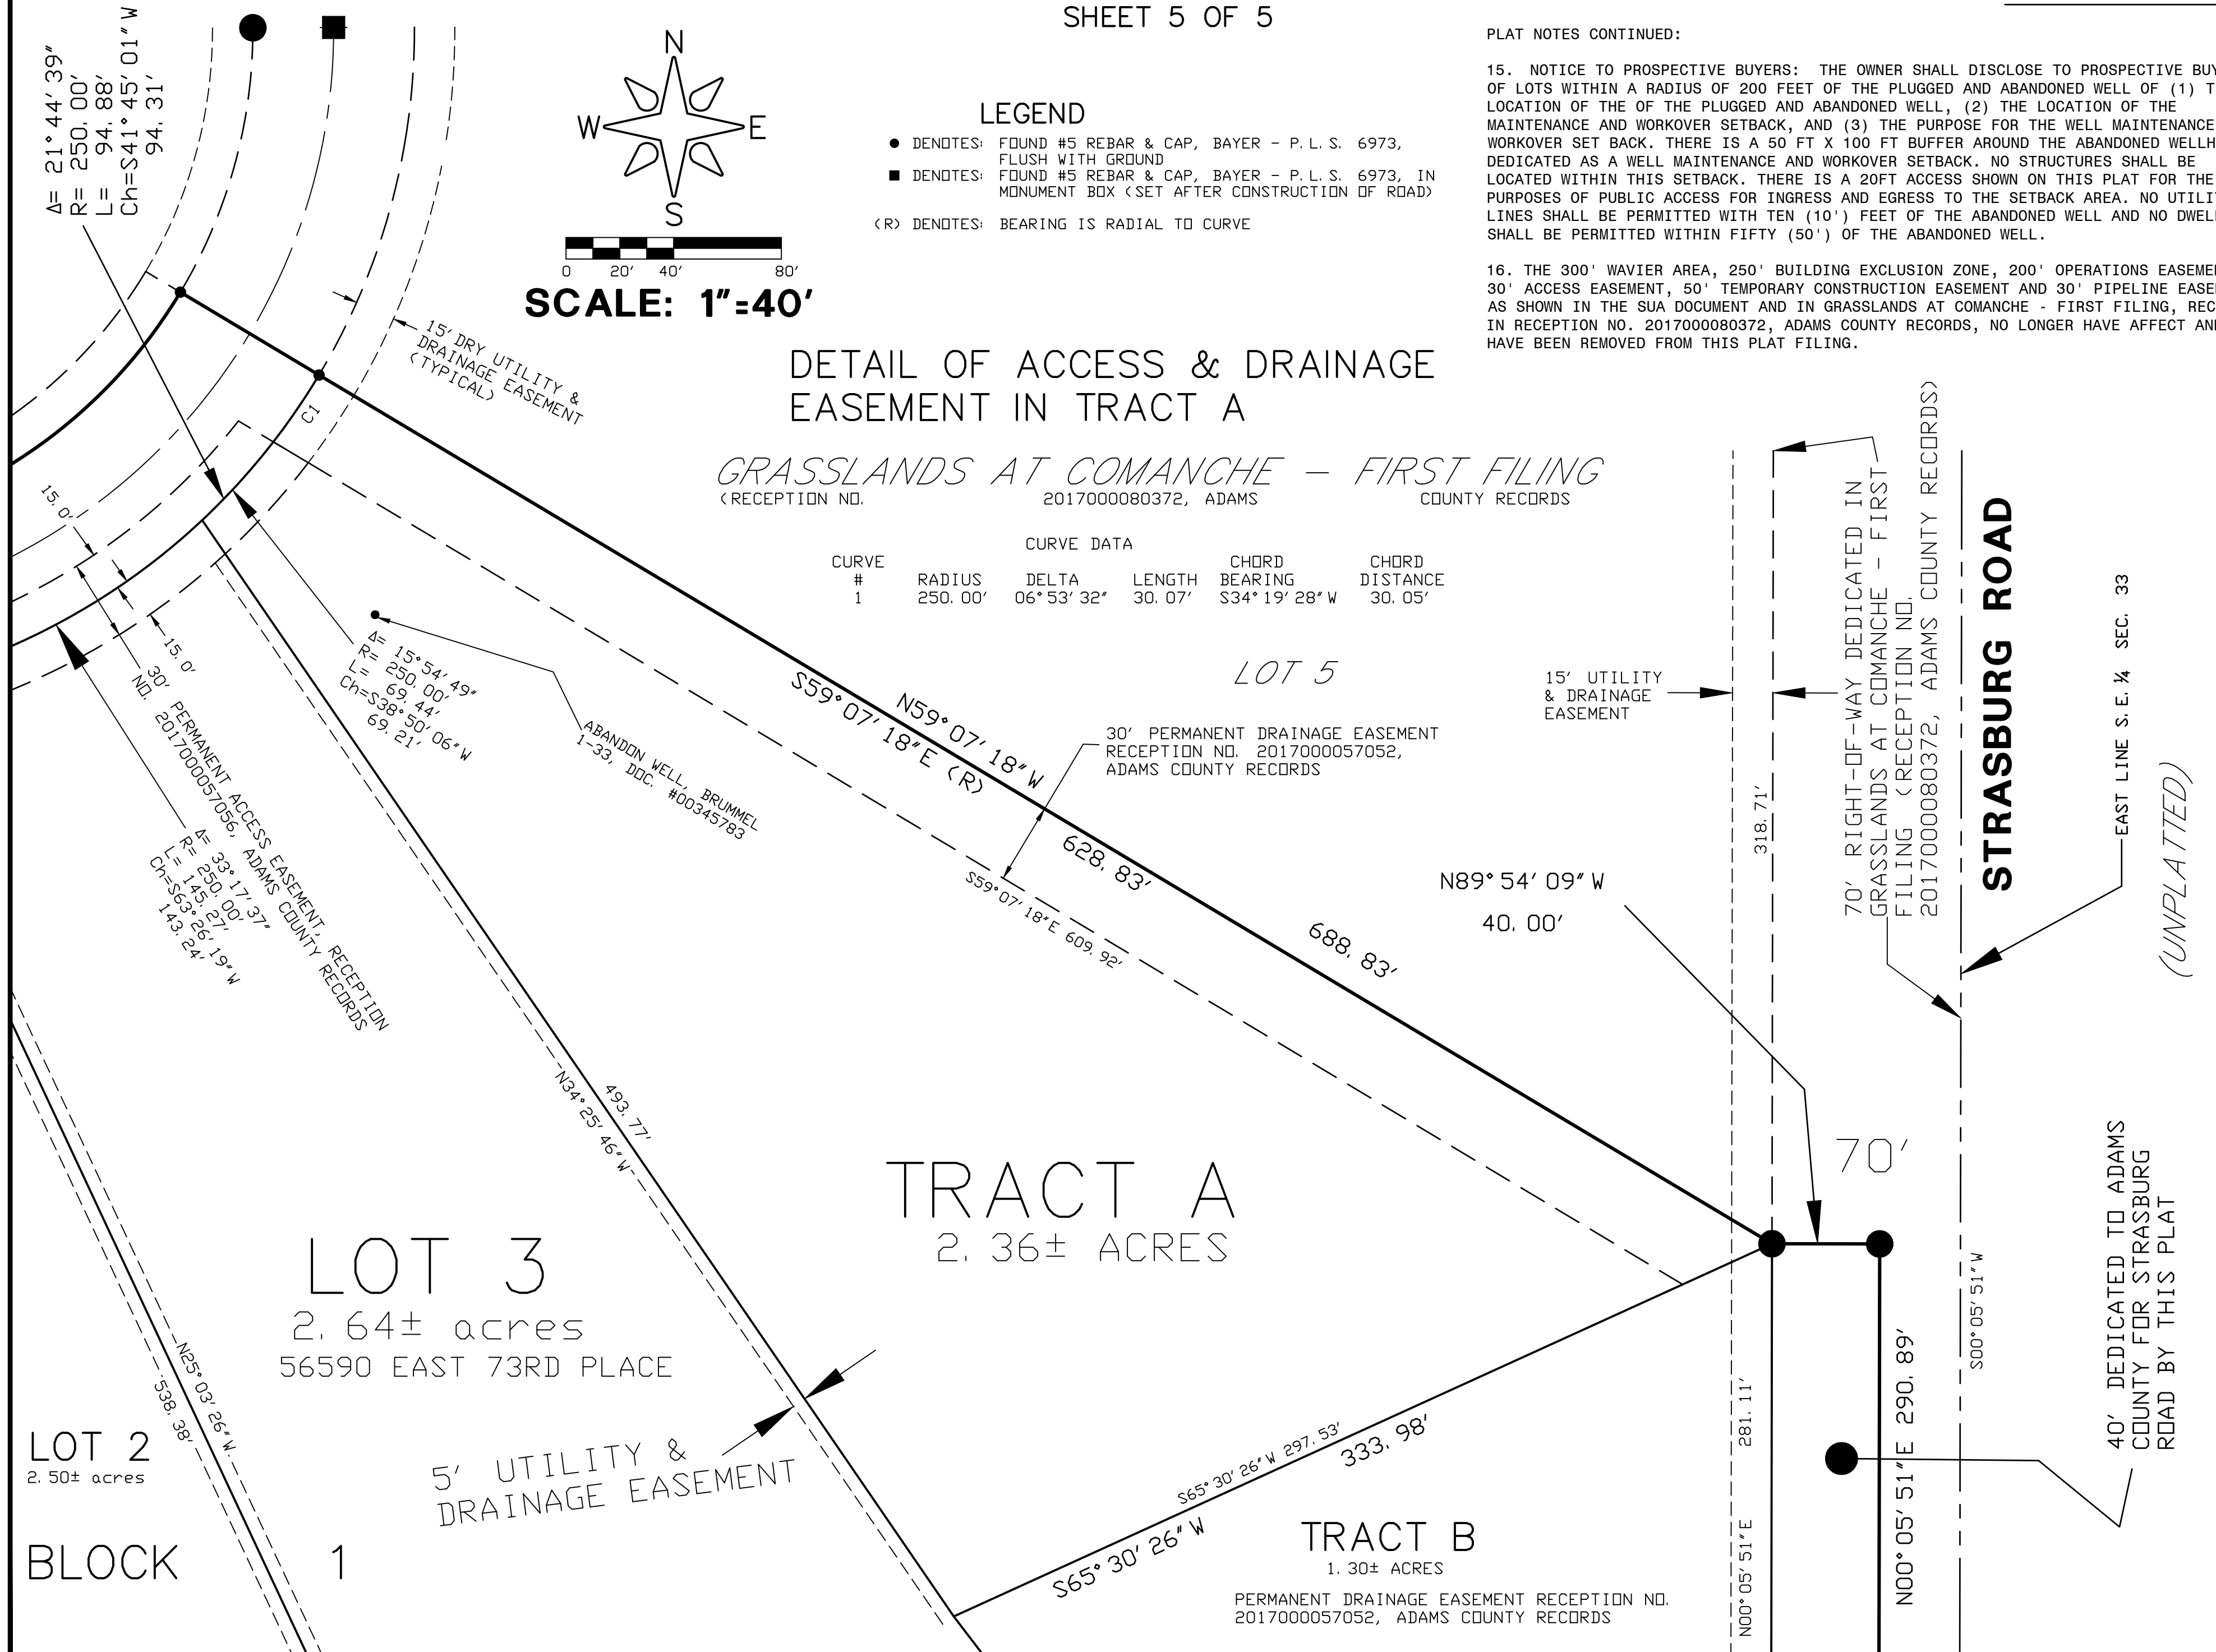 SHEET 5 OF 5
Δ= 21°44'39"
R= 250.00'
L= 94.88'
Ch=S41°45'01"W
94.31'
N
W
E
S
0 20' 40' 80'
SCALE: 1"=40'
LEGEND
DENOTES: FOUND #5 REBAR & CAP, BAYER - P.L.S. 6973,
FLUSH WITH GROUND
DENOTES: FOUND #5 REBAR & CAP, BAYER - P.L.S. 6973, IN
MONUMENT BOX (SET AFTER CONSTRUCTION OF ROAD)
(R) DENOTES: BEARING IS RADIAL TO CURVE
PLAT NOTES CONTINUED:
15. NOTICE TO PROSPECTIVE BUYERS: THE OWNER SHALL DISCLOSE TO PROSPECTIVE
OF LOTS WITHIN A RADIUS OF 200 FEET OF THE PLUGGED AND ABANDONED WELL OF (1)
LOCATION OF THE OF THE PLUGGED AND ABANDONED WELL, (2) THE LOCATION OF THE
MAINTENANCE AND WORKOVER SETBACK, AND (3) THE PURPOSE FOR THE WELL MAINTENANCE
WORKOVER SET BACK. THERE IS A 50 FT X 100 FT BUFFER AROUND THE ABANDONED
DEDICATED AS A WELL MAINTENANCE AND WORKOVER SETBACK. NO STRUCTURES SHALL BE
LOCATED WITHIN THIS SETBACK. THERE IS A 20FT ACCESS SHOWN ON THIS PLAT FOR THE
PURPOSES OF PUBLIC ACCESS FOR INGRESS AND EGRESS TO THE SETBACK AREA. NO
LINES SHALL BE PERMITTED WITH TEN (10') FEET OF THE ABANDONED WELL AND NO
SHALL BE PERMITTED WITHIN FIFTY (50') OF THE ABANDONED WELL.
16. THE 300' WAVIER AREA, 250' BUILDING EXCLUSION ZONE, 200' OPERATIONS
30' ACCESS EASEMENT, 50' TEMPORARY CONSTRUCTION EASEMENT AND 30' PIPELINE
AS SHOWN IN THE SUA DOCUMENT AND IN GRASSLANDS AT COMANCHE - FIRST FILING,
IN RECEPTION NO. 2017000080372, ADAMS COUNTY RECORDS, NO LONGER HAVE AFFECT
HAVE BEEN REMOVED FROM THIS PLAT FILING.
15' DRY UTILITY &
DRAINAGE EASEMENT
(TYPICAL)
DETAIL OF ACCESS & DRAINAGE
EASEMENT IN TRACT A
GRASSLANDS AT COMANCHE - FIRST FILING
(RECEPTION NO. 2017000080372, ADAMS COUNTY RECORDS
CURVE DATA
CURVE CHORD CHORD
# RADIUS DELTA LENGTH BEARING DISTANCE
1 250.00' 06°53'32" 30.07' S34°19'28"W 30.05'
C1
15.0'
15.0'
Δ= 15°54'49"
R= 250.00'
L= 69.44'
Ch=S38°50'06"W
69.21'
ABANDON WELL, BRUMMEL
1-33, DOC. #00345783
30' PERMANENT ACCESS EASEMENT, RECEPTION
NO. 2017000057056, ADAMS COUNTY RECORDS
Δ= 33°17'37"
R= 250.00'
L= 145.27'
Ch=S63°26'19"W
143.24'
LOT 5
N59°07'18"W
S59°07'18"E (R)
628.83'
688.83'
30' PERMANENT DRAINAGE EASEMENT
RECEPTION NO. 2017000057052,
ADAMS COUNTY RECORDS
S59°07'18"E 609.92'
15' UTILITY
& DRAINAGE
EASEMENT
318.71'
70' RIGHT-OF-WAY DEDICATED IN
GRASSLANDS AT COMANCHE - FIRST
FILING (RECEPTION NO.
2017000080372, ADAMS COUNTY RECORDS)
STRASBURG ROAD
EAST LINE S.E.¼ SEC. 33
(UNPLATTED)
N89°54'09"W
40.00'
70'
493.77'
N34°25'46"W
TRACT A
2.36± ACRES
LOT 3
2.64± acres
56590 EAST 73RD PLACE
5' UTILITY &
DRAINAGE EASEMENT
N25°03'26"W
538.38'
LOT 2
2.50± acres
BLOCK 1
S65°30'26"W 297.53'
333.98'
S65°30'26"W
TRACT B
1.30± ACRES
PERMANENT DRAINAGE EASEMENT RECEPTION NO.
2017000057052, ADAMS COUNTY RECORDS
281.11'
N00°05'51"E
N00°05'51"E 290.89'
S00°05'51"W
40' DEDICATED TO ADAMS
COUNTY FOR STRASBURG
ROAD BY THIS PLAT